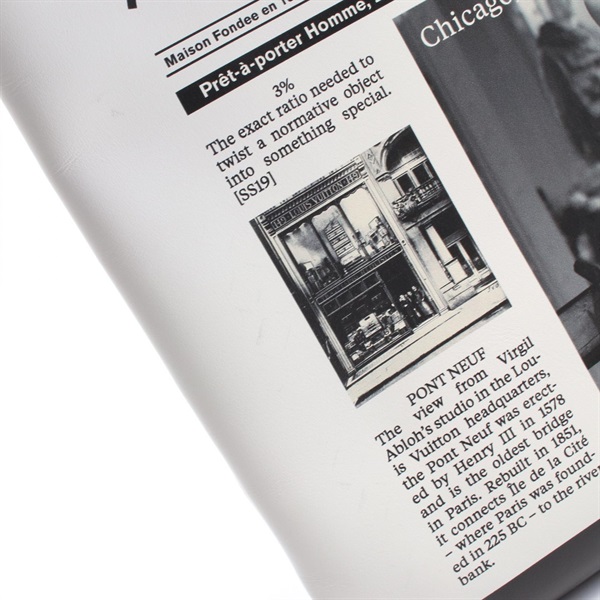 Maison Fondee en
Prêt-à-porter Homme,
Chicago
3%
The exact ratio needed to
twist a normative object
into something special.
[SS19]
LOUIS VUITTON
PONT NEUF
The view from Virgil
Abloh's studio in the Lou-
is Vuitton headquarters,
the Pont Neuf was erect-
ed by Henry III in 1578
and is the oldest bridge
in Paris. Rebuilt in 1851,
it connects Île de la Cité
– where Paris was found-
ed in 225 BC – to the river
bank.